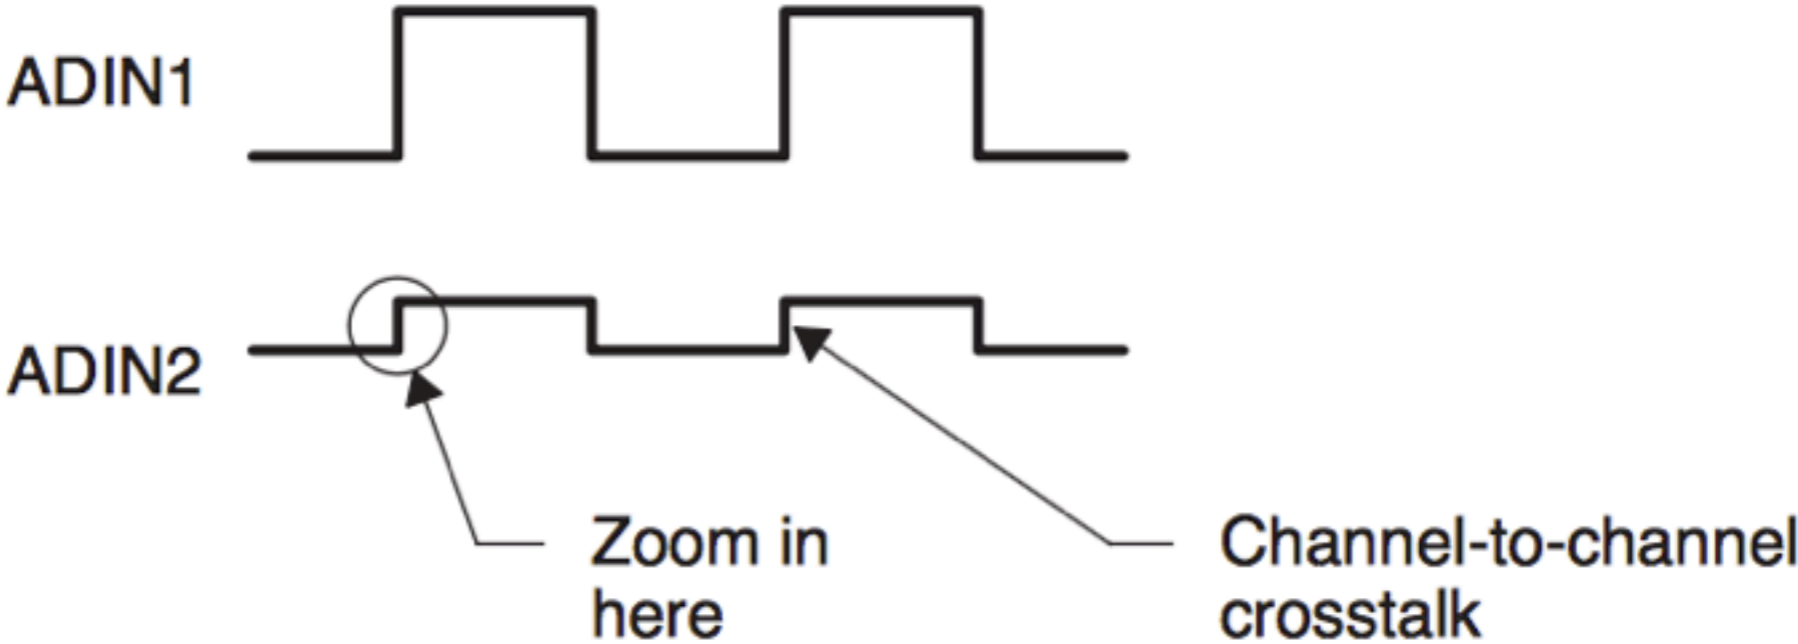 ADIN1
ADIN2
Zoom in
here
Channel-to-channel
crosstalk